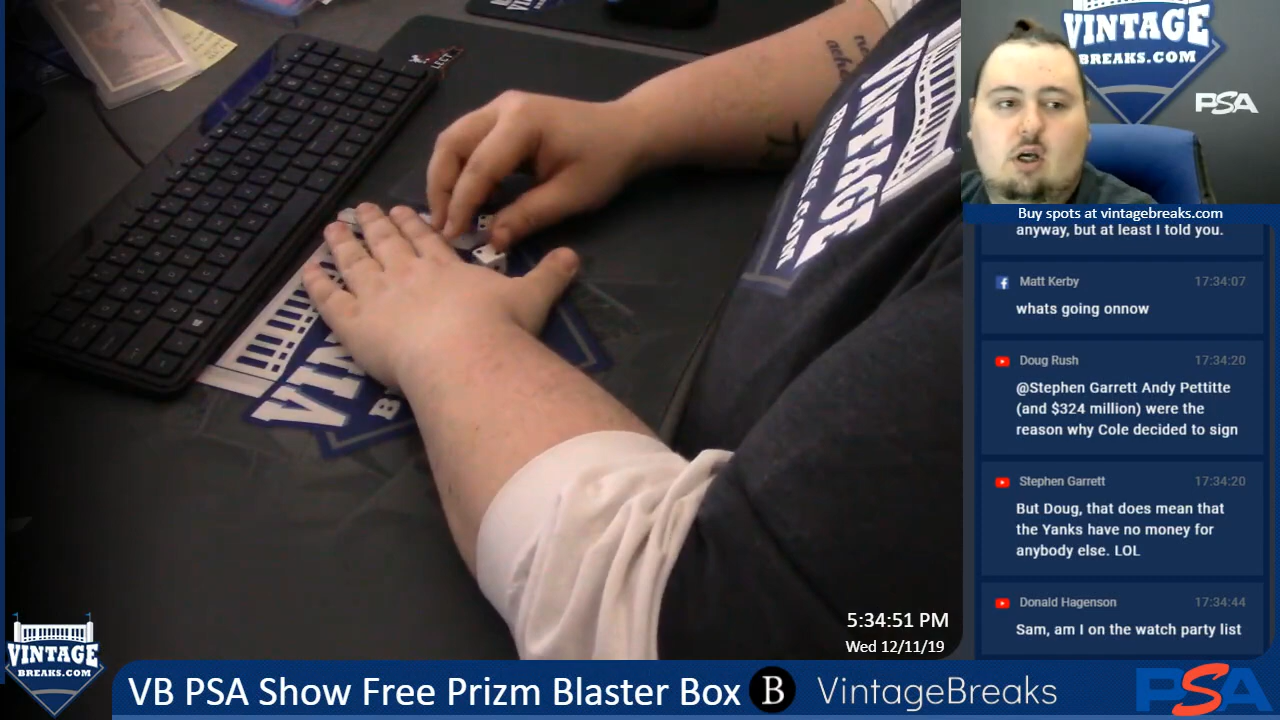 VINTAGE
BREAKS.COM
PSA
LEGIT
VINTAGE
BREAKS.COM
VINT
B
Buy spots at vintagebreaks.com
anyway, but at least I told you.
Matt Kerby 17:34:07
whats going onnow
Doug Rush 17:34:20
@Stephen Garrett Andy Pettitte
(and $324 million) were the
reason why Cole decided to sign
Stephen Garrett 17:34:20
But Doug, that does mean that
the Yanks have no money for
anybody else. LOL
Donald Hagenson 17:34:44
Sam, am I on the watch party list
5:34:51 PM
Wed 12/11/19
VINTAGE
BREAKS.COM
VB PSA Show Free Prizm Blaster Box B VintageBreaks PSA